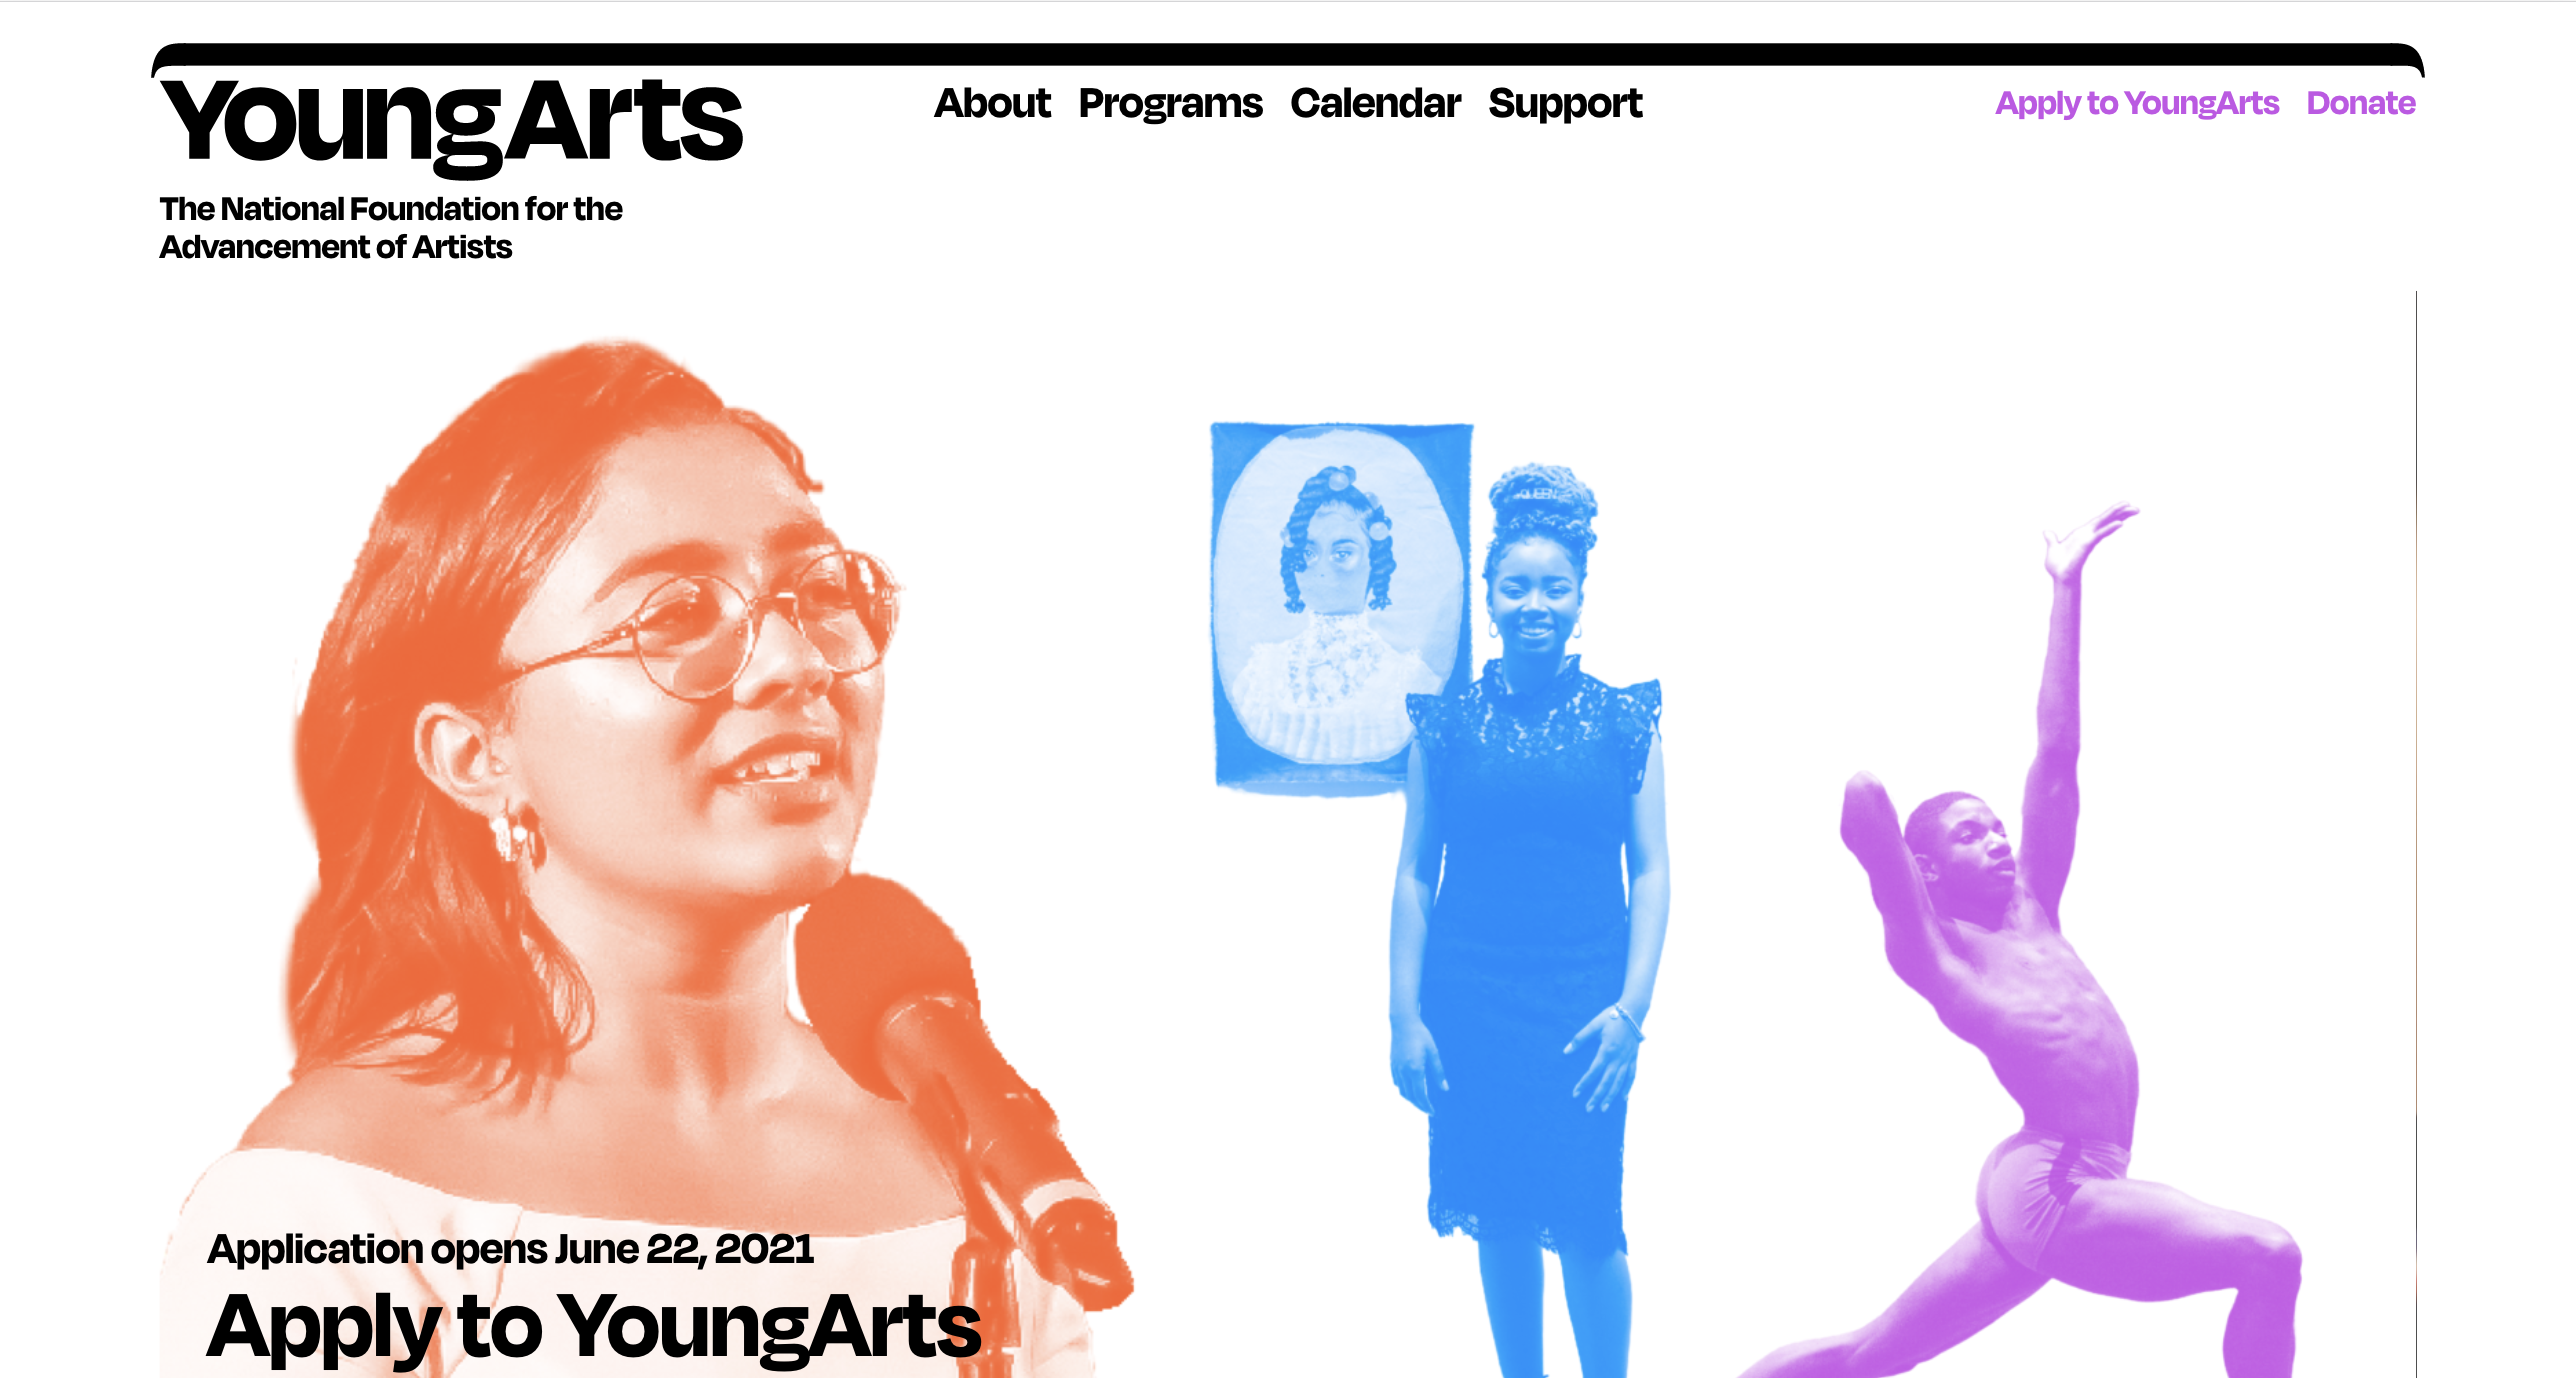 YoungArts
The National Foundation for the
Advancement of Artists
About Programs Calendar Support
Apply to YoungArts Donate
QUEEN
Application opens June 22, 2021
Apply to YoungArts